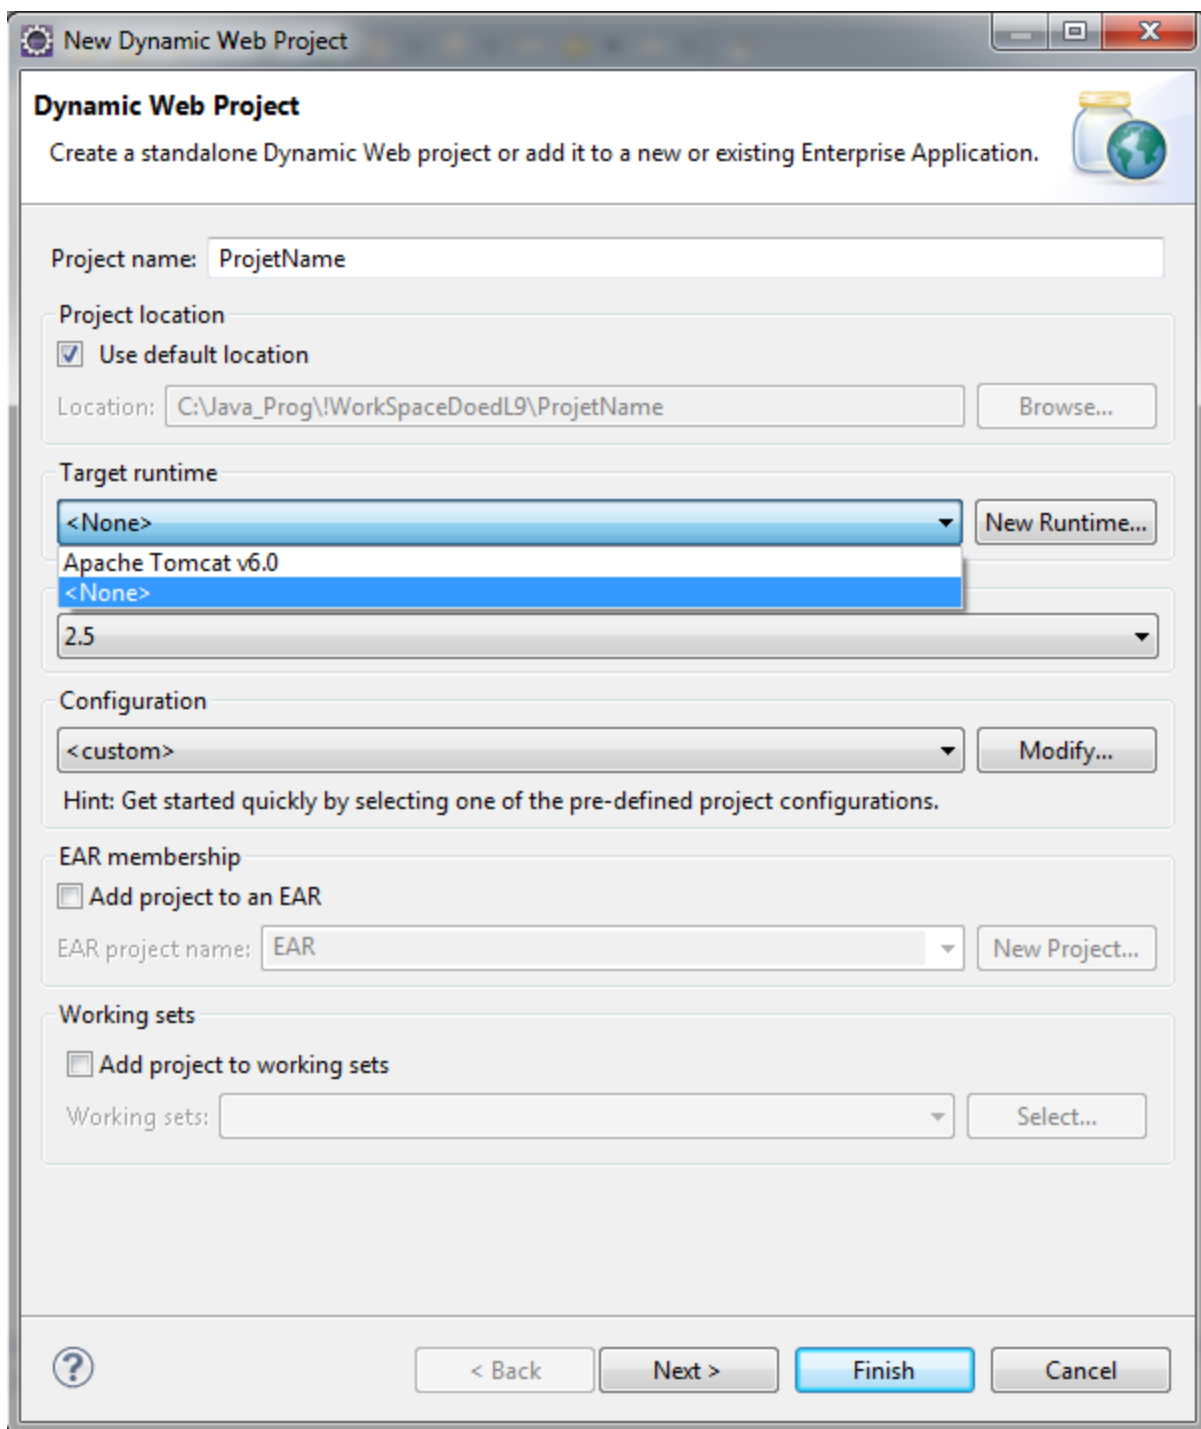 New Dynamic Web Project
Dynamic Web Project
Create a standalone Dynamic Web project or add it to a new or existing Enterprise Application.
Project name: ProjetName
Project location
Use default location
Location: C:\Java_Prog\!WorkSpaceDoedL9\ProjetName Browse...
Target runtime
<None> New Runtime...
Apache Tomcat v6.0
<None>
2.5
Configuration
<custom> Modify...
Hint: Get started quickly by selecting one of the pre-defined project configurations.
EAR membership
Add project to an EAR
EAR project name: EAR New Project...
Working sets
Add project to working sets
Working sets: Select...
? < Back Next > Finish Cancel